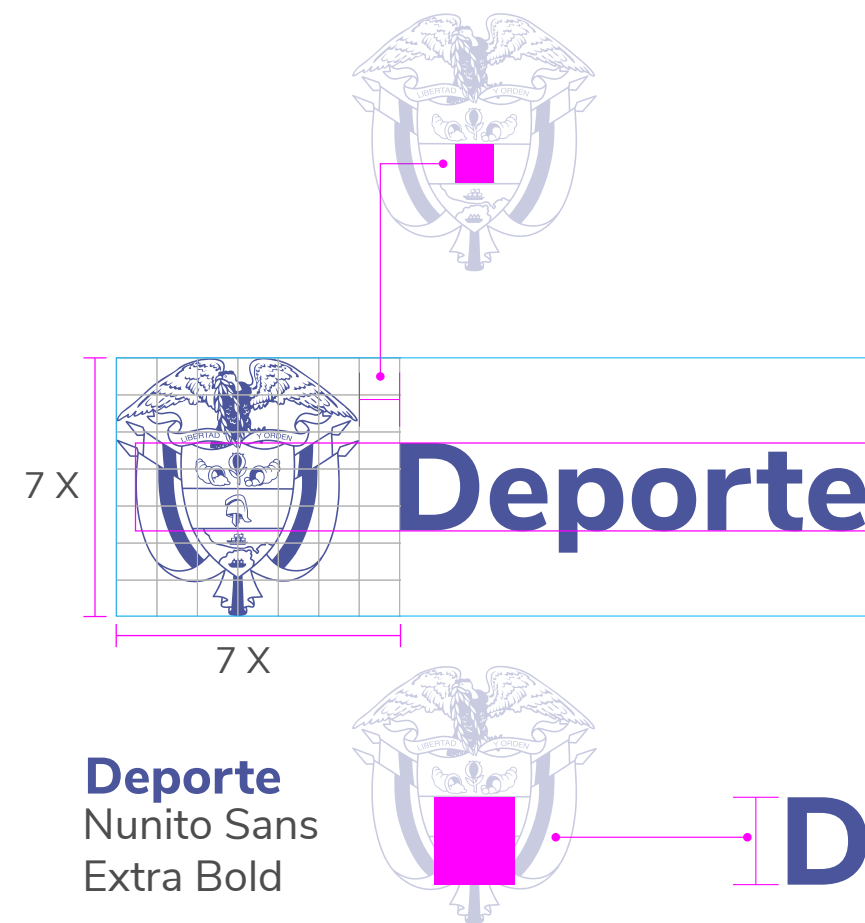 LIBERTAD Y ORDEN
LIBERTAD Y ORDEN
7 X
Deporte
7 X
LIBERTAD Y ORDEN
Deporte
Nunito Sans
Extra Bold
D